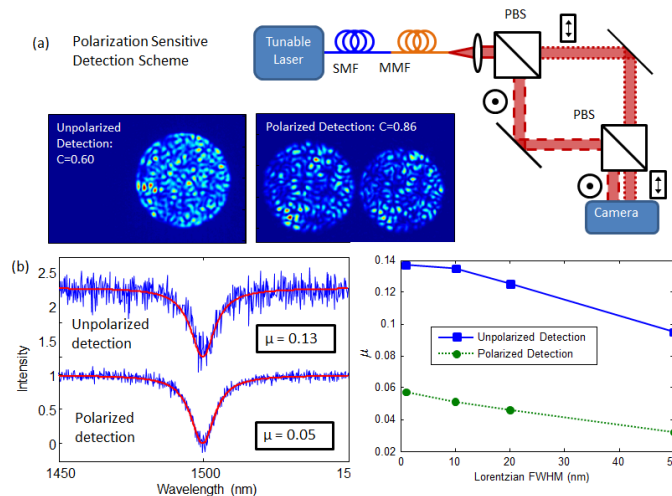 (a)
Polarization Sensitive
Detection Scheme
Tunable
Laser
SMF
MMF
PBS
PBS
Camera
Unpolarized
Detection:
C=0.60
Polarized Detection: C=0.86
(b)
Intensity
2.5
2
1.5
1
0.5
0
Unpolarized
detection
μ = 0.13
Polarized
detection
μ = 0.05
1450
1500
15
Wavelength (nm)
μ
0.14
0.12
0.1
0.08
0.06
0.04
0.02
0
Unpolarized Detection
Polarized Detection
0
10
20
30
40
50
Lorentzian FWHM (nm)